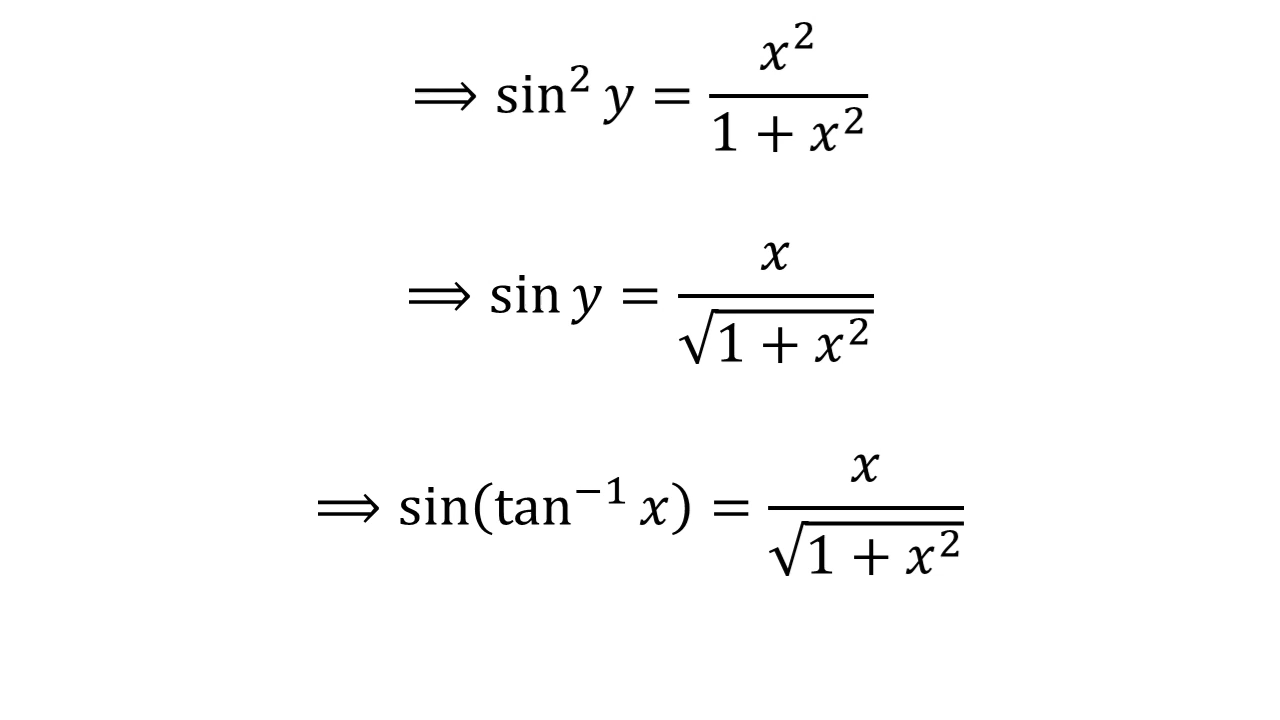 ⟹ sin² y = x² / (1 + x²)
⟹ sin y = x / √(1 + x²)
⟹ sin(tan⁻¹ x) = x / √(1 + x²)